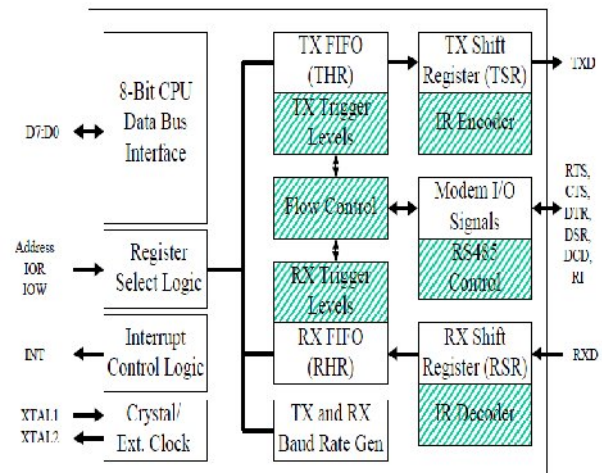 D7:D0
8-Bit CPU
Data Bus
Interface
Address
IOR
IOW
Register
Select Logic
INT
Interrupt
Control Logic
XTAL1
XTAL2
Crystal/
Ext. Clock
TX FIFO
(THR)
TX Trigger
Levels
Flow Control
RX Trigger
Levels
RX FIFO
(RHR)
TX and RX
Baud Rate Gen
TX Shift
Register (TSR)
IR Encoder
Modem I/O
Signals
RS485
Control
RX Shift
Register (RSR)
IR Decoder
TXD
RTS,
CTS,
DTR,
DSR,
DCD,
RI
RXD